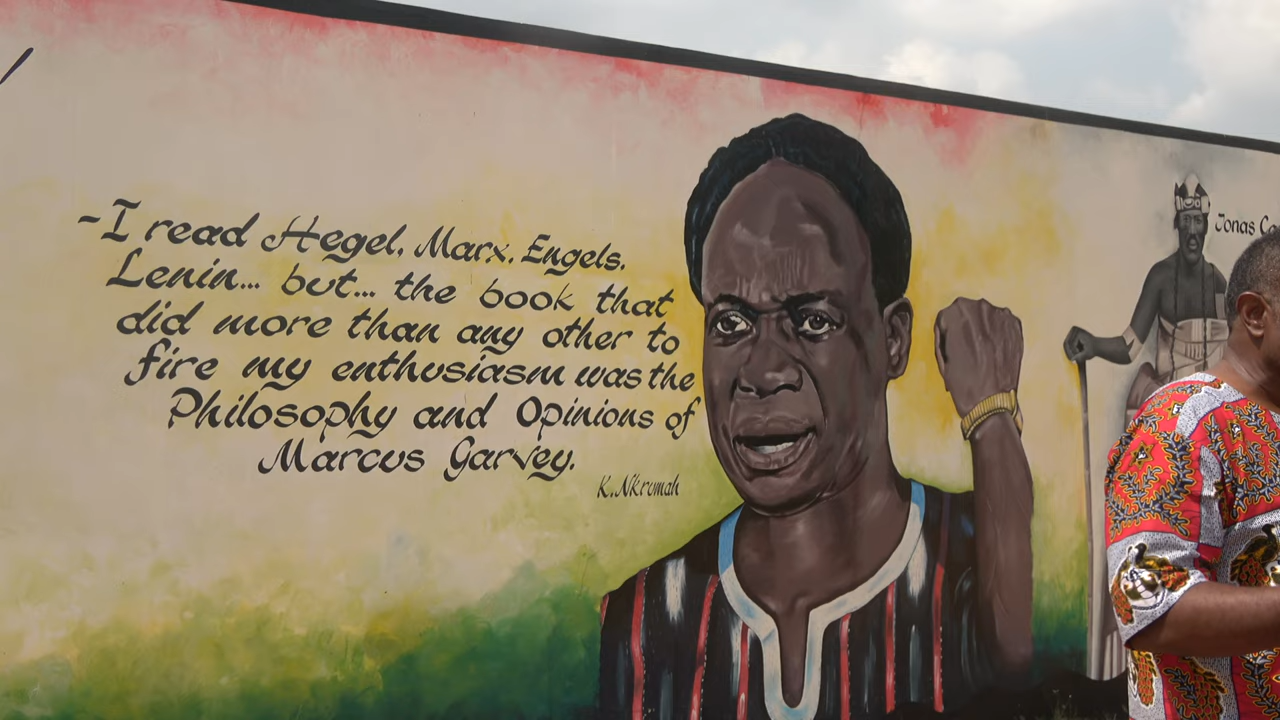 -I read Hegel, Marx, Engels,
Lenin... but... the book that
did more than any other to
fire my enthusiasm was the
Philosophy and Opinions of
Marcus Garvey.
K. Nkrumah
Jonas